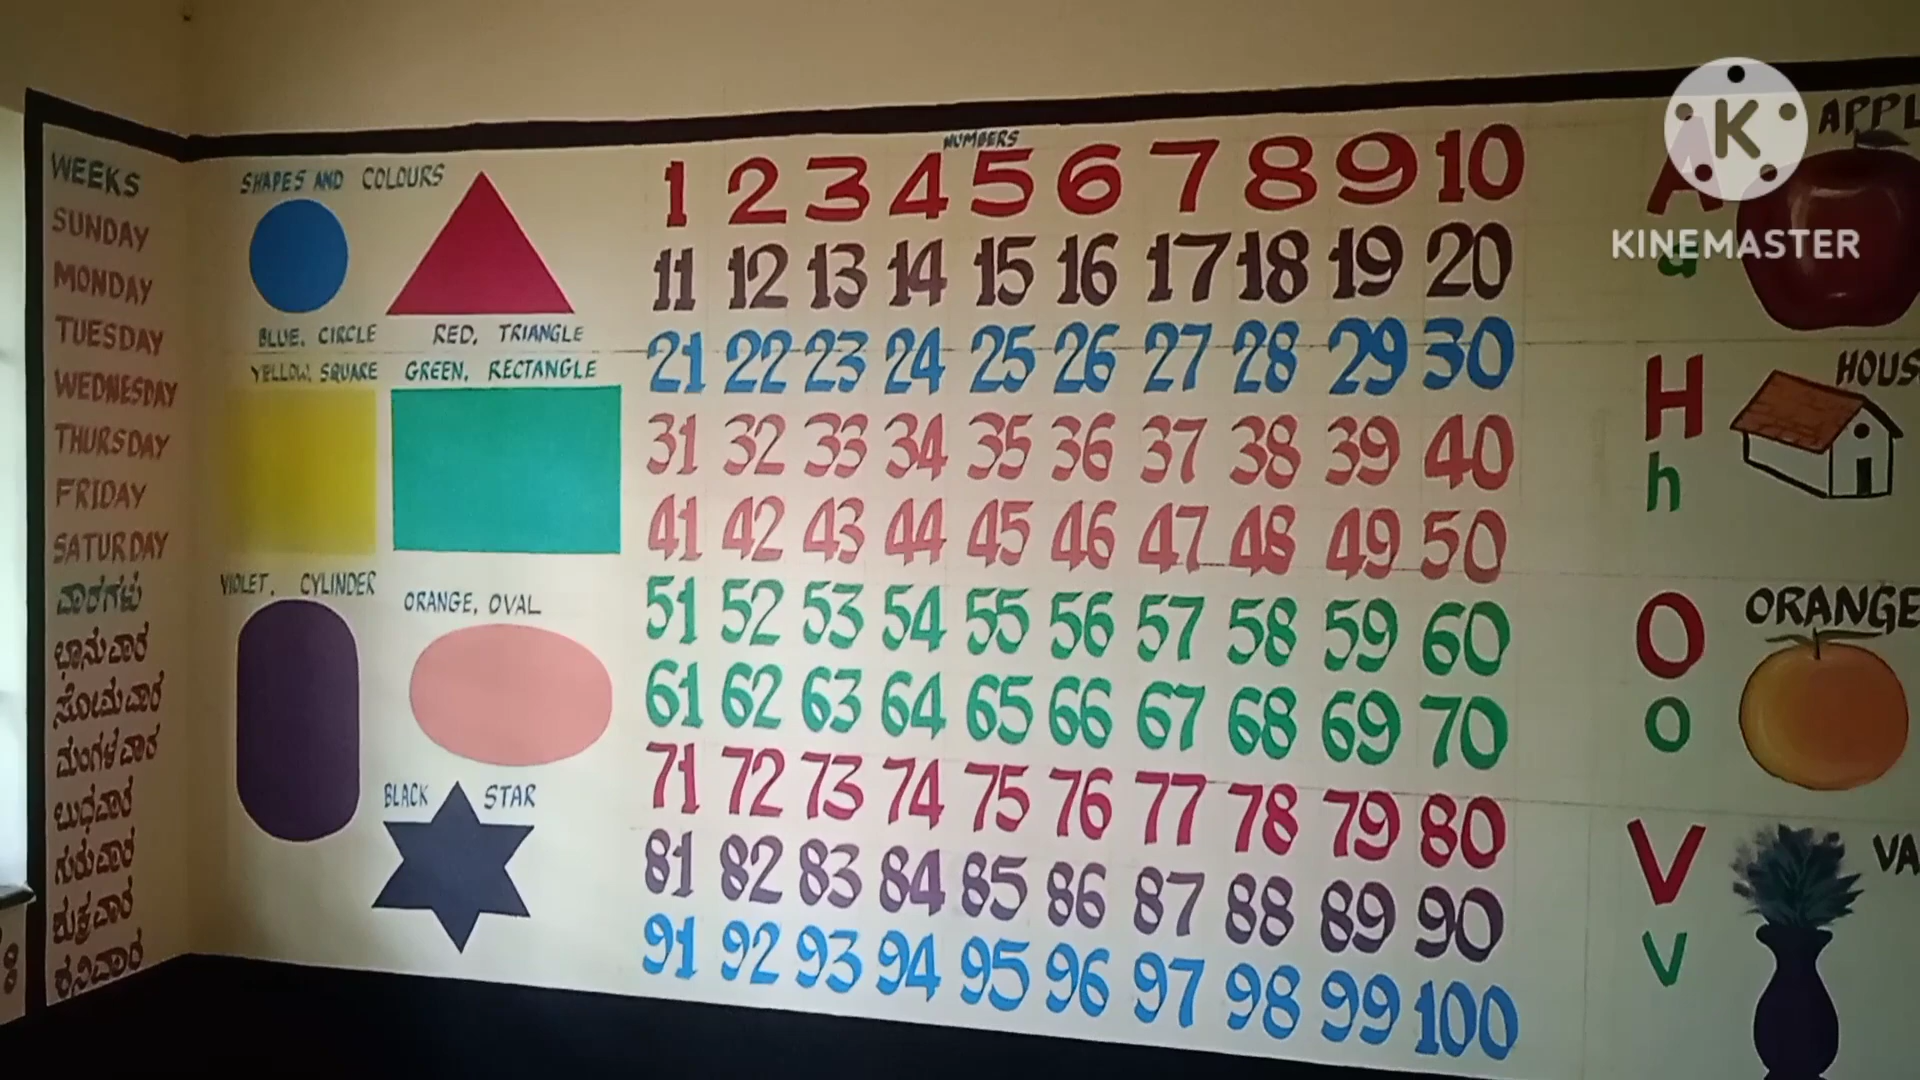 WEEKS
SUNDAY
MONDAY
TUESDAY
WEDNESDAY
THURSDAY
FRIDAY
SATURDAY
ವಾರಗಳು
ಭಾನುವಾರ
ಸೋಮವಾರ
ಮಂಗಳವಾರ
ಬುಧವಾರ
ಗುರುವಾರ
ಶುಕ್ರವಾರ
ಶನಿವಾರ
SHAPES AND COLOURS
BLUE, CIRCLE RED, TRIANGLE
YELLOW, SQUARE GREEN, RECTANGLE
VIOLET, CYLINDER ORANGE, OVAL
BLACK STAR
NUMBERS
1 2 3 4 5 6 7 8 9 10
11 12 13 14 15 16 17 18 19 20
21 22 23 24 25 26 27 28 29 30
31 32 33 34 35 36 37 38 39 40
41 42 43 44 45 46 47 48 49 50
51 52 53 54 55 56 57 58 59 60
61 62 63 64 65 66 67 68 69 70
71 72 73 74 75 76 77 78 79 80
81 82 83 84 85 86 87 88 89 90
91 92 93 94 95 96 97 98 99 100
A APPL
a
H HOUS
h
O ORANGE
o
V VA
v
K
KINEMASTER